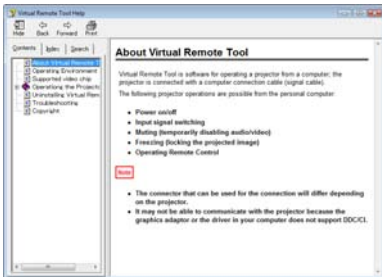 Virtual Remote Tool Help
Hide Back Forward Print
Contents Index Search
About Virtual Remote T
Operating Environment
Supported video chip
Operationg the Projecto
Uninstalling Virtual Rem
Troubleshooting
Copyright
About Virtual Remote Tool
Virtual Remote Tool is software for operating a projector from a computer; the
projector is connected with a computer connection cable (signal cable).
The following projector operations are possible from the personal computer:
• Power on/off
• Input signal switching
• Muting (temporarily disabling audio/video)
• Freezing (locking the projected image)
• Operating Remote Control
Note
• The connector that can be used for the connection will differ depending
on the projector.
• It may not be able to communicate with the projector because the
graphics adaptor or the driver in your computer does not support DDC/CI.